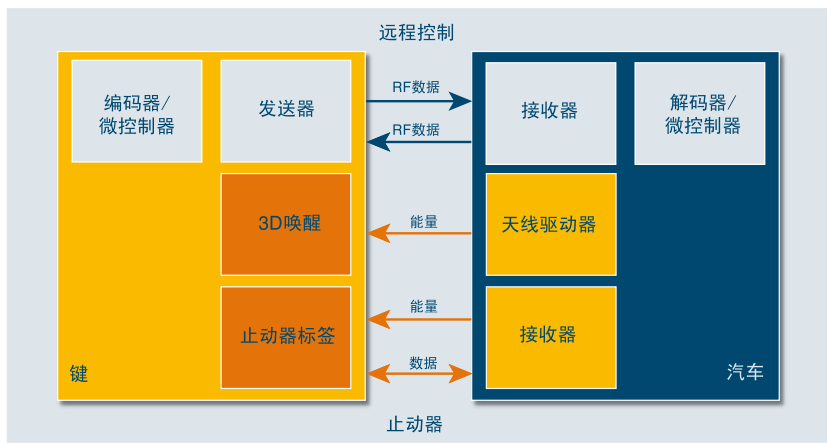 远程控制
编码器/
微控制器
发送器
RF数据
接收器
解码器/
微控制器
RF数据
3D唤醒
能量
天线驱动器
能量
止动器标签
接收器
数据
键
汽车
止动器